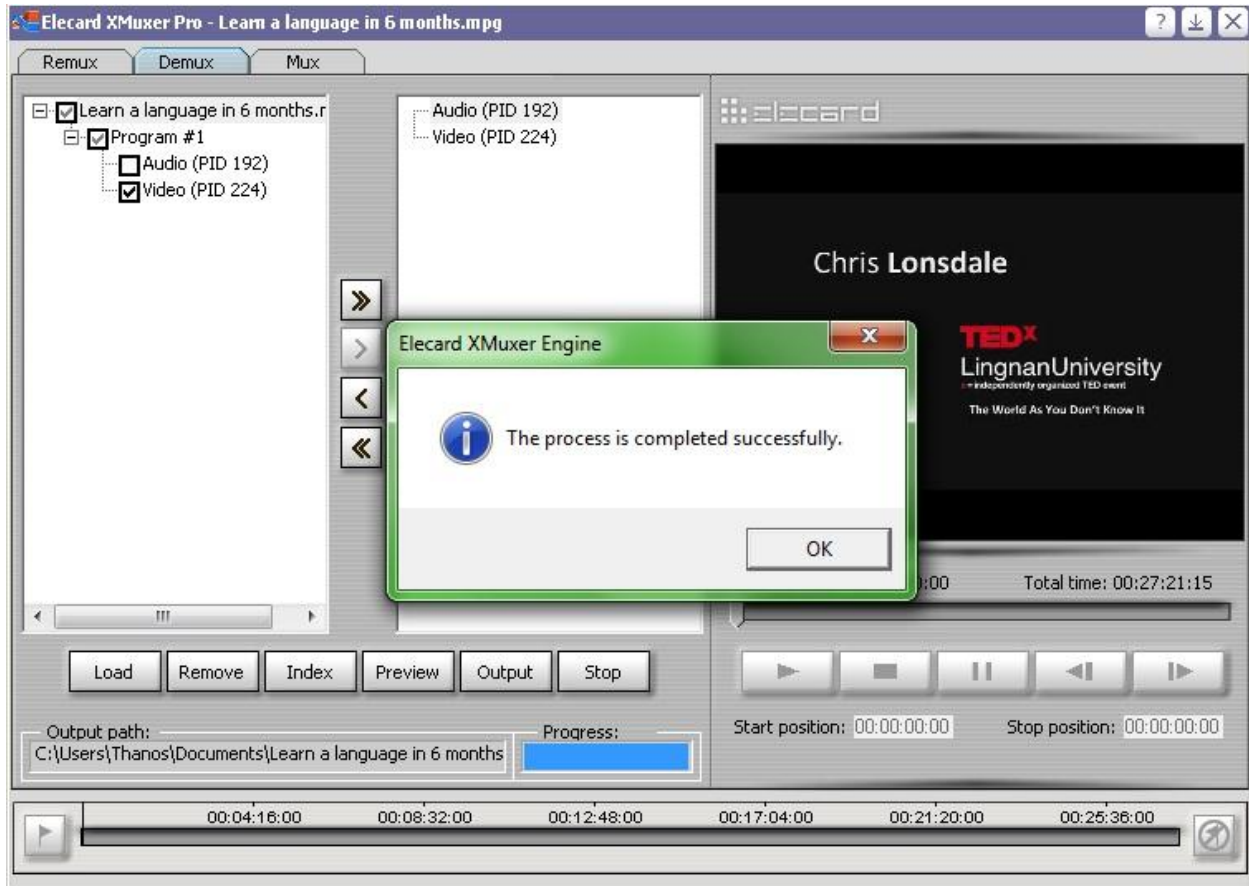 Elecard XMuxer Pro - Learn a language in 6 months.mpg
Remux Demux Mux
Learn a language in 6 months.r
Program #1
Audio (PID 192)
Video (PID 224)
Audio (PID 192)
Video (PID 224)
elecard
Chris Lonsdale
TEDx
LingnanUniversity
x = independently organized TED event
The World As You Don't Know It
Elecard XMuxer Engine
The process is completed successfully.
OK
0:00 Total time: 00:27:21:15
Load Remove Index Preview Output Stop
Start position: 00:00:00:00 Stop position: 00:00:00:00
Output path:
C:\Users\Thanos\Documents\Learn a language in 6 months
Progress:
00:04:16:00 00:08:32:00 00:12:48:00 00:17:04:00 00:21:20:00 00:25:36:00